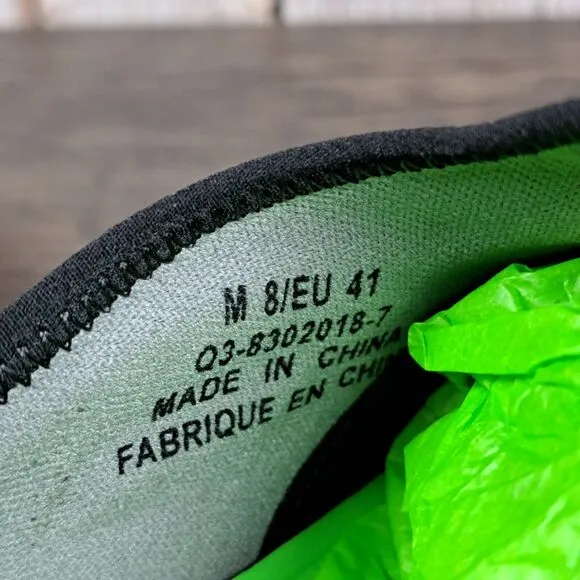 M 8/EU 41
Q3-8302018-7
MADE IN CHINA
FABRIQUE EN